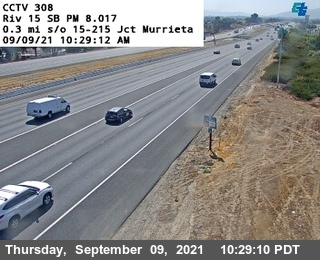 CCTV 308
Riv 15 SB PM 8.017
0.3 mi s/o 15-215 Jct Murrieta
09/09/21 10:29:12 AM
Thursday, September 09, 2021 10:29:10 PDT